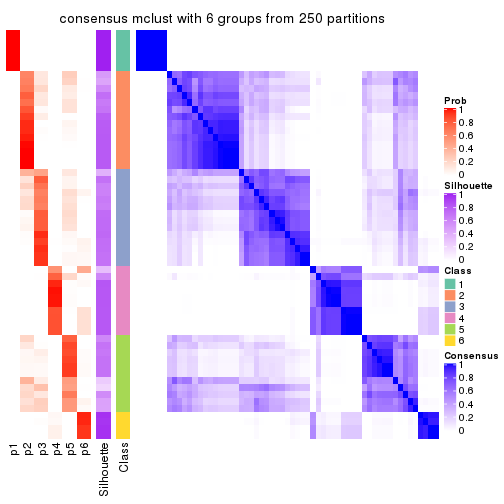 consensus mclust with 6 groups from 250 partitions
Prob
1
0.8
0.6
0.4
0.2
0
Silhouette
1
0.8
0.6
0.4
0.2
0
Class
1
2
3
4
5
6
Consensus
1
0.8
0.6
0.4
0.2
0
p1
p2
p3
p4
p5
p6
Silhouette
Class